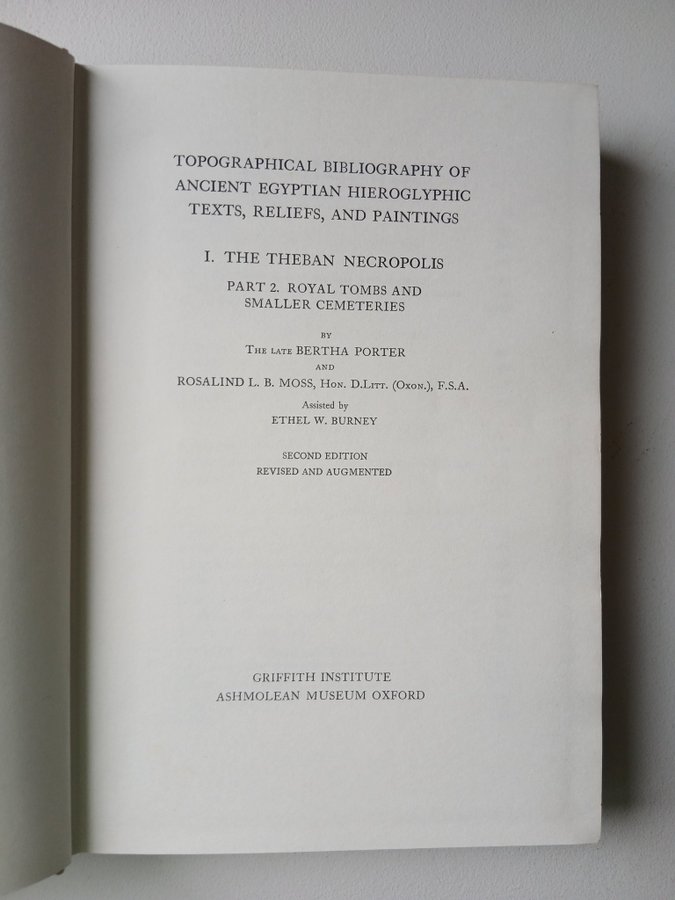 TOPOGRAPHICAL BIBLIOGRAPHY OF
ANCIENT EGYPTIAN HIEROGLYPHIC
TEXTS, RELIEFS, AND PAINTINGS
I. THE THEBAN NECROPOLIS
PART 2. ROYAL TOMBS AND
SMALLER CEMETERIES
BY
THE LATE BERTHA PORTER
AND
ROSALIND L. B. MOSS, HON. D.LITT. (OXON.), F.S.A.
Assisted by
ETHEL W. BURNEY
SECOND EDITION
REVISED AND AUGMENTED
GRIFFITH INSTITUTE
ASHMOLEAN MUSEUM OXFORD